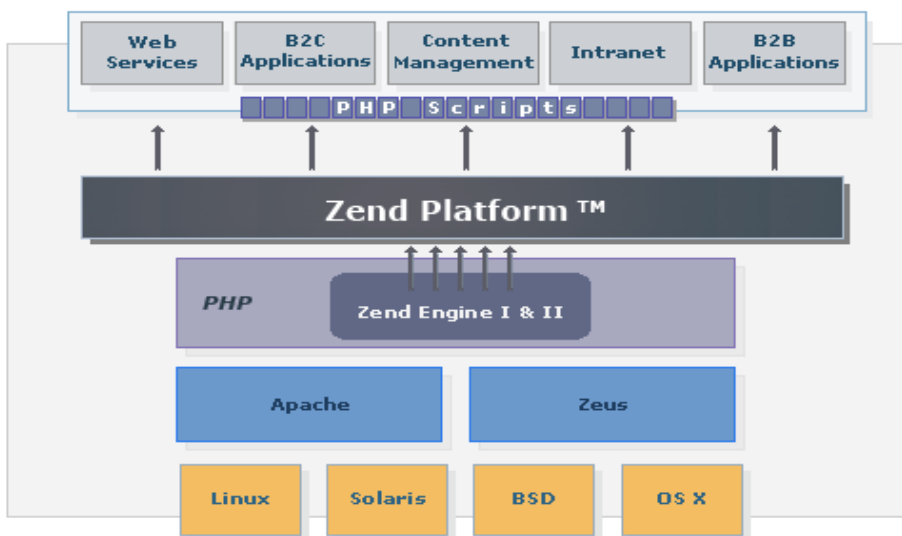 Web
Services
B2C
Applications
Content
Management
Intranet
B2B
Applications
PHP Scripts
Zend Platform ™
PHP
Zend Engine I & II
Apache
Zeus
Linux
Solaris
BSD
OS X